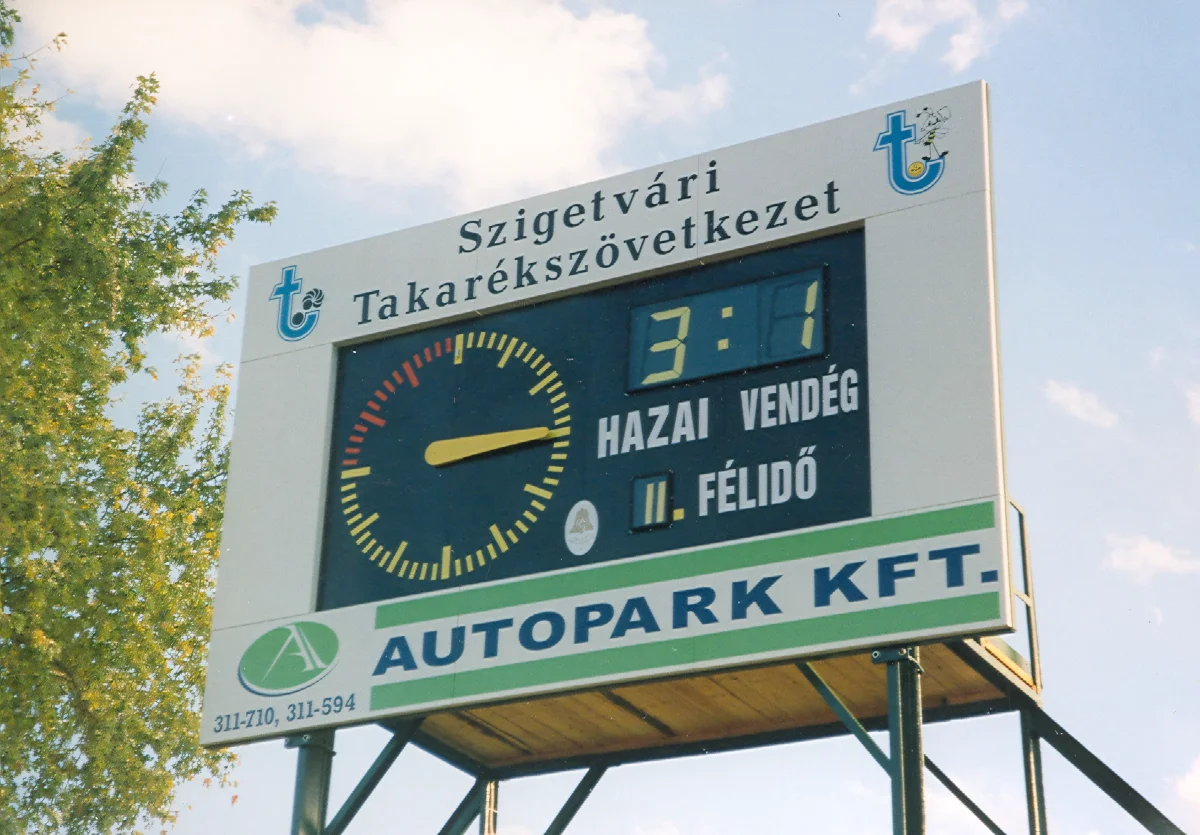 Szigetvári
Takarékszövetkezet
3:1
HAZAI VENDÉG
II. FÉLIDŐ
AUTOPARK KFT.
311-710, 311-594